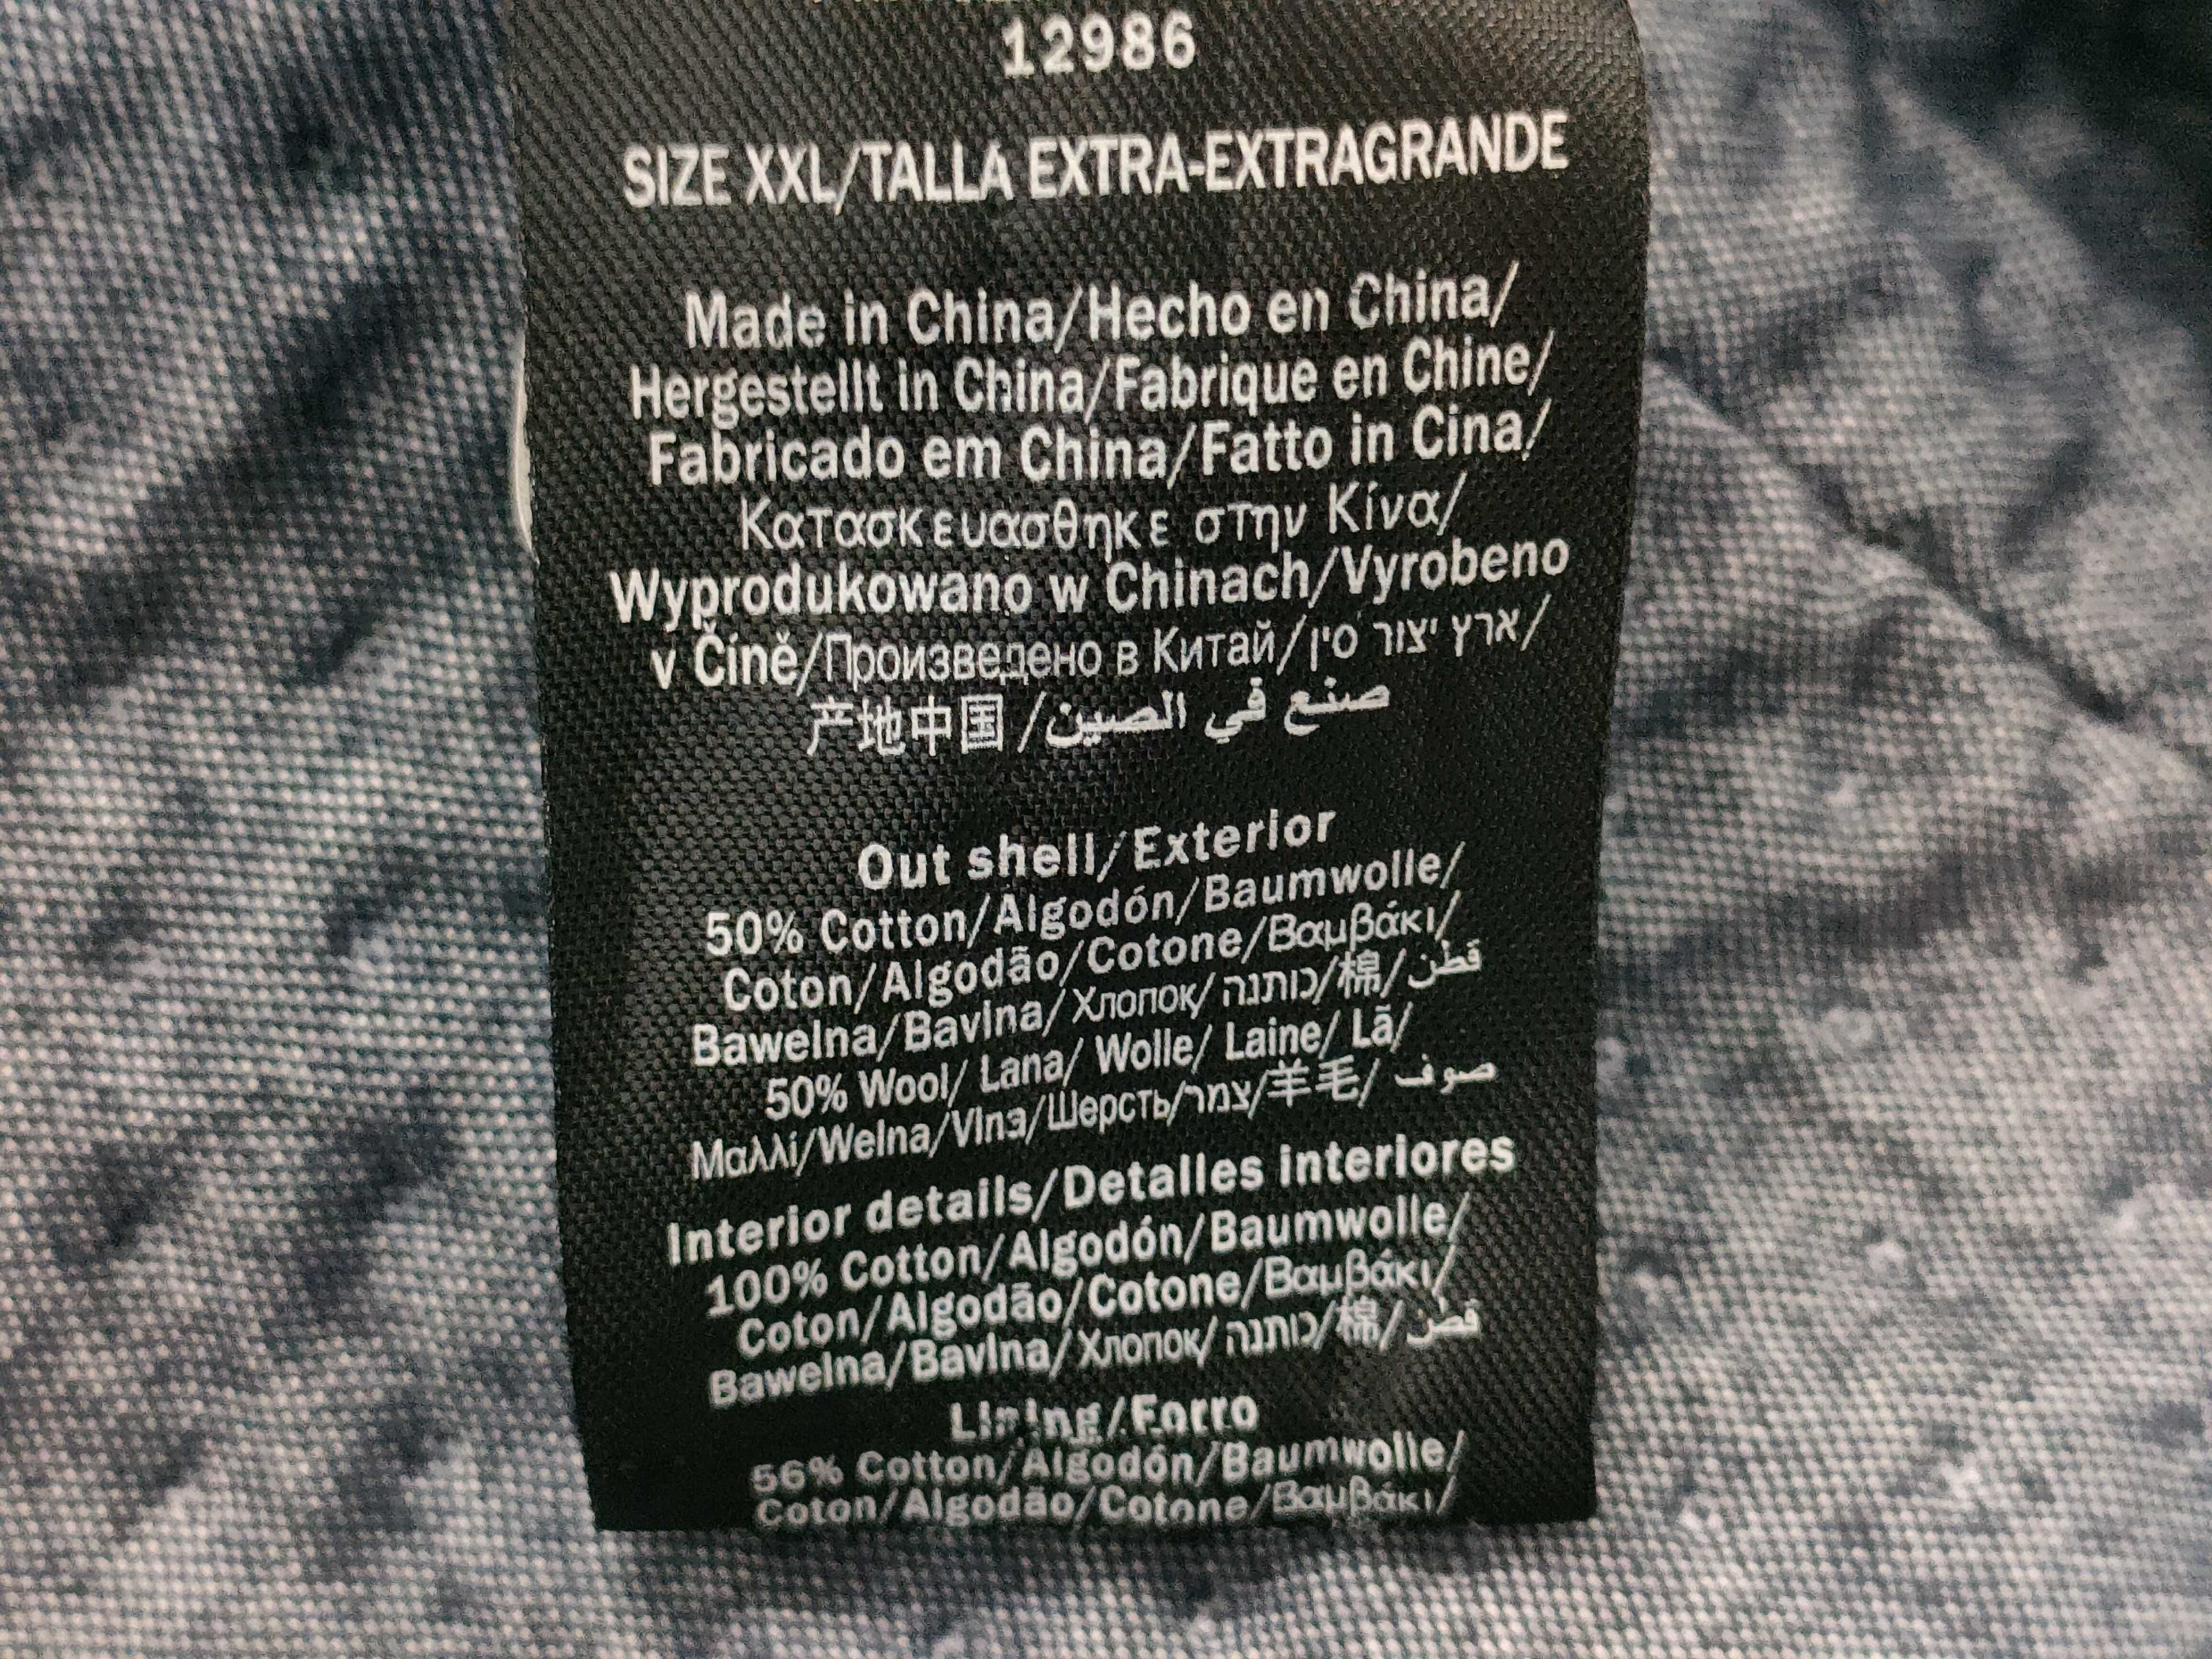 12986
SIZE XXL/TALLA EXTRA-EXTRAGRANDE
Made in China/Hecho en China/
Hergestellt in China/Fabrique en Chine/
Fabricado em China/Fatto in Cina/
Κατασκευασθηκε στην Κίνα/
Wyprodukowano w Chinach/Vyrobeno
v Číně/Произведено в Китай/ארץ יצור סין/
产地中国/صنع في الصين
Out shell/Exterior
50% Cotton/Algodón/Baumwolle/
Coton/Algodão/Cotone/Βαμβάκι/
Bawelna/Bavlna/Хлопок/כותנה/棉/قطن
50% Wool/ Lana/ Wolle/ Laine/ Lã/
Μαλλί/Welna/Vlnз/Шерсть/צמר/羊毛/صوف
Interior details/Detalles interiores
100% Cotton/Algodón/Baumwolle/
Coton/Algodão/Cotone/Βαμβάκι/
Bawelna/Bavlna/Хлопок/כותנה/棉/قطن
Lining/Forro
56% Cotton/Algodón/Baumwolle/
Coton/Algodão/Cotone/Βαμβάκι/